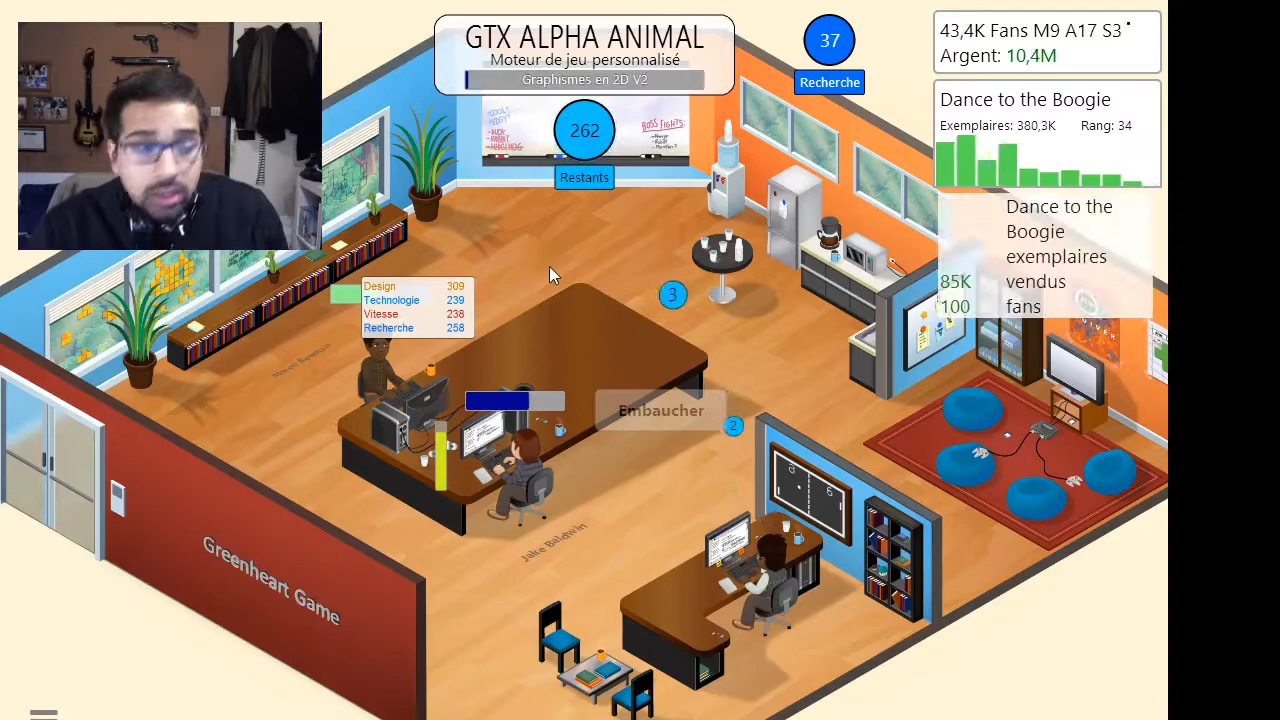 GTX ALPHA ANIMAL
Moteur de jeu personnalisé
Graphismes en 2D V2
37
Recherche
43,4K Fans M9 A17 S3
Argent: 10,4M
Dance to the Boogie
Exemplaires: 380,3K Rang: 34
262
Restants
BOSS FIGHTS:
Dance to the
Boogie
exemplaires
85K vendus
100 fans
Design 309
Technologie 239
Vitesse 238
Recherche 258
3
Embaucher
2
Jake Baldwin
Greenheart Game